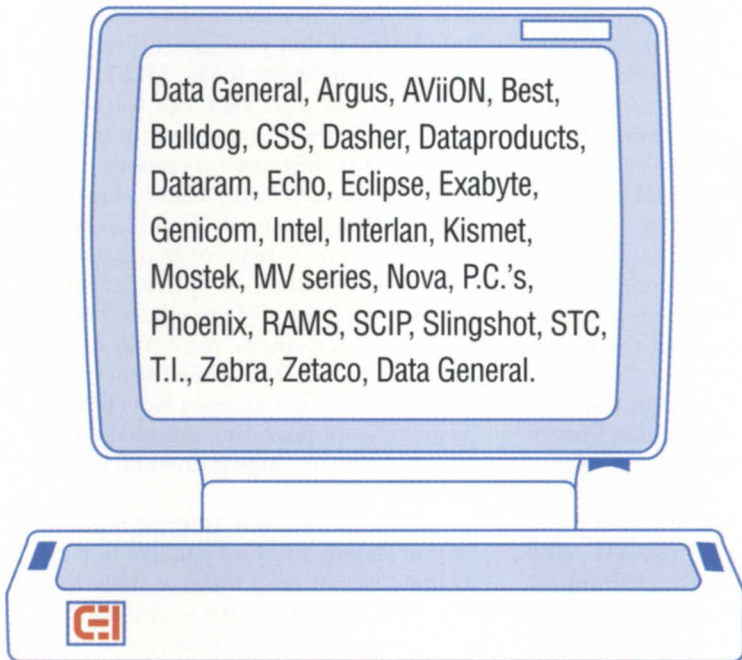 Data General, Argus, AViiON, Best,
Bulldog, CSS, Dasher, Dataproducts,
Dataram, Echo, Eclipse, Exabyte,
Genicom, Intel, Interlan, Kismet,
Mostek, MV series, Nova, P.C.'s,
Phoenix, RAMS, SCIP, Slingshot, STC,
T.I., Zebra, Zetaco, Data General.